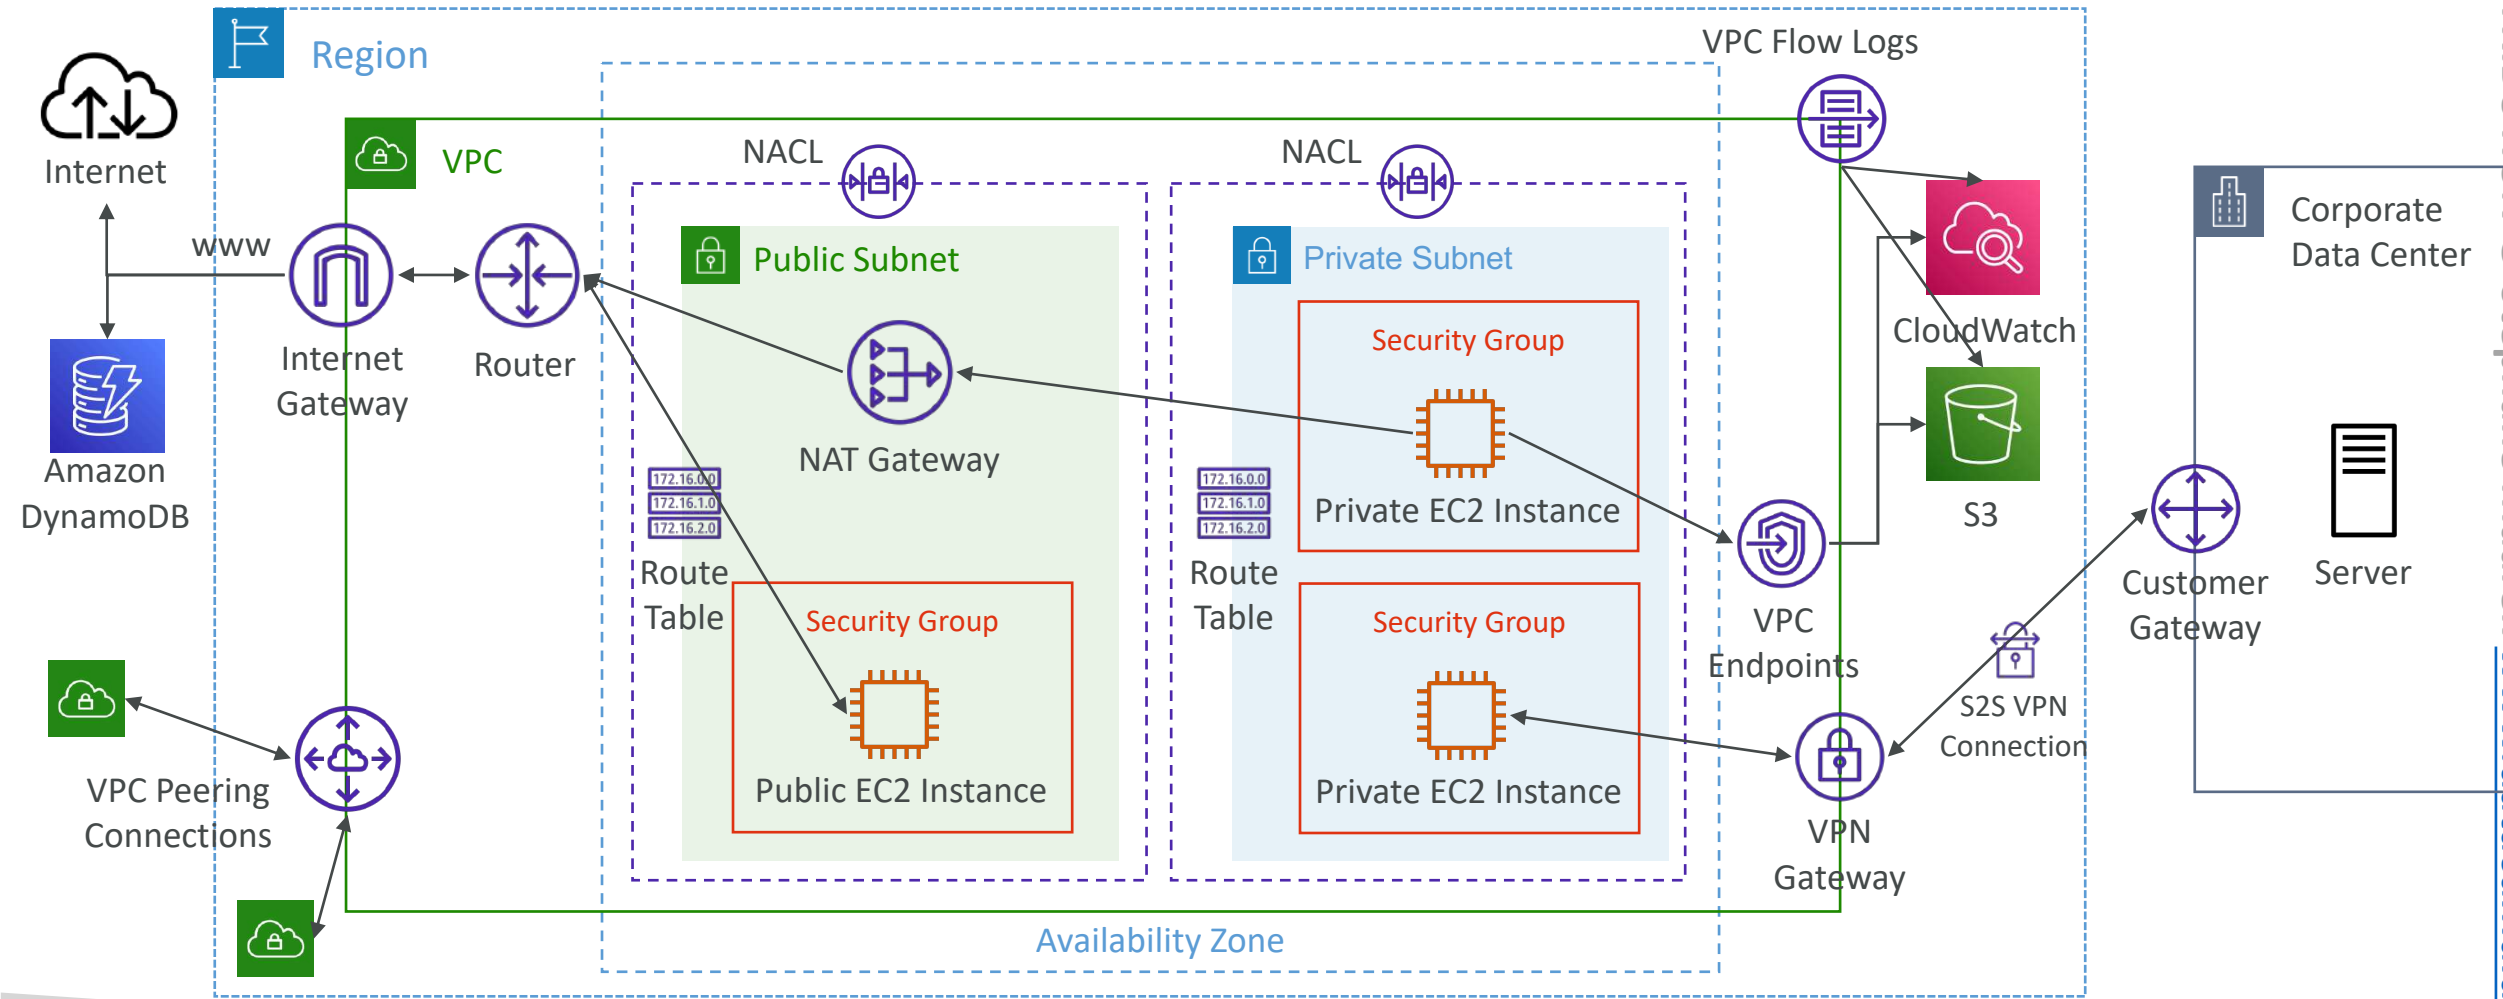 Region
VPC Flow Logs
Internet
VPC
NACL
NACL
www
Public Subnet
Private Subnet
Corporate
Data Center
Internet
Gateway
Router
Security Group
CloudWatch
NAT Gateway
Amazon
DynamoDB
172.16.0.0
172.16.1.0
172.16.2.0
Route
Table
172.16.0.0
172.16.1.0
172.16.2.0
Route
Table
Private EC2 Instance
S3
Customer
Gateway
Server
Security Group
Security Group
VPC
Endpoints
S2S VPN
Connection
VPC Peering
Connections
Public EC2 Instance
Private EC2 Instance
VPN
Gateway
Availability Zone